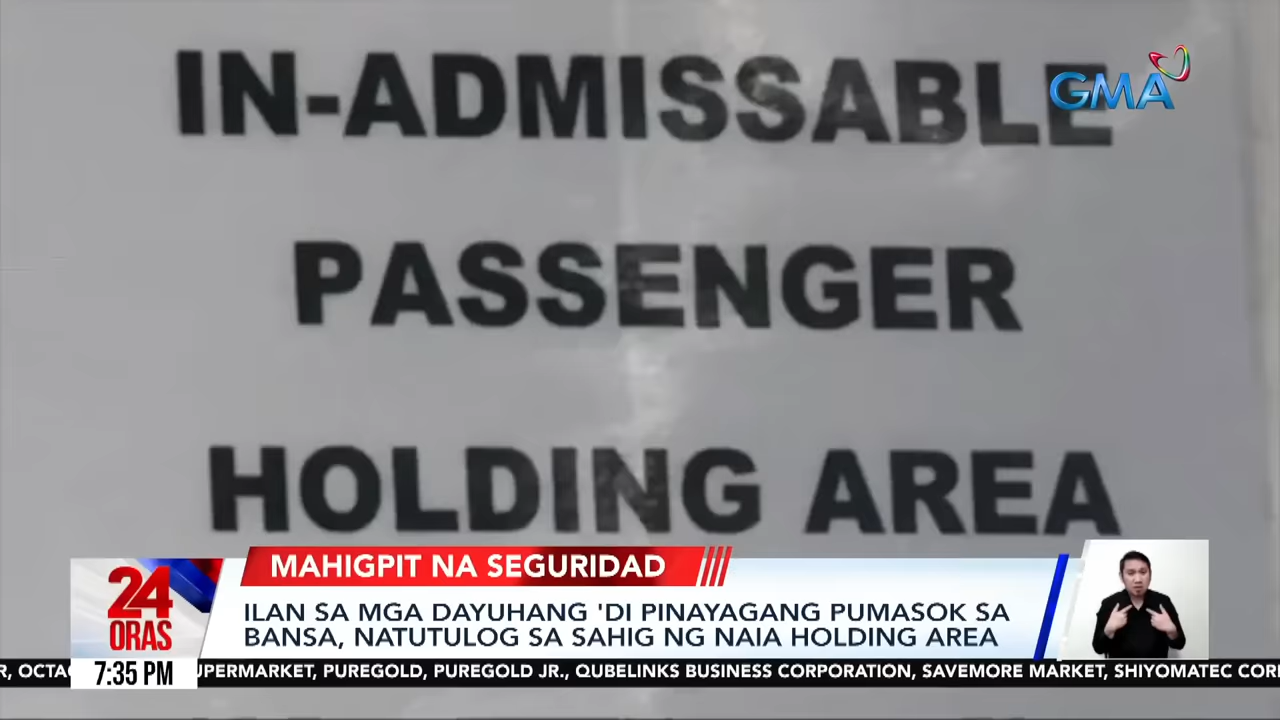 IN-ADMISSABLE
GMA
PASSENGER
HOLDING AREA
MAHIGPIT NA SEGURIDAD
24
ORAS
ILAN SA MGA DAYUHANG 'DI PINAYAGANG PUMASOK SA
BANSA, NATUTULOG SA SAHIG NG NAIA HOLDING AREA
7:35 PM
PUREGOLD, PUREGOLD JR., QUBELINKS BUSINESS CORPORATION, SAVEMORE MARKET, SHIYOMATEC